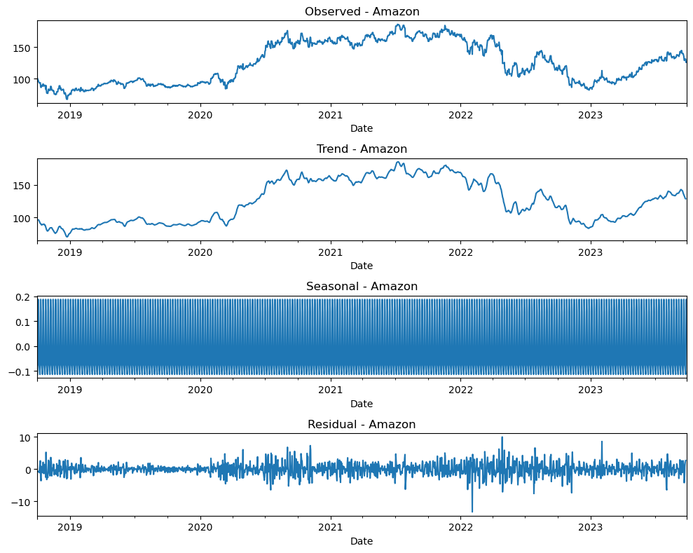 Observed - Amazon
150
100
2019 2020 2021 2022 2023
Date
Trend - Amazon
150
100
2019 2020 2021 2022 2023
Date
Seasonal - Amazon
0.2
0.1
0.0
−0.1
2019 2020 2021 2022 2023
Date
Residual - Amazon
10
0
−10
2019 2020 2021 2022 2023
Date